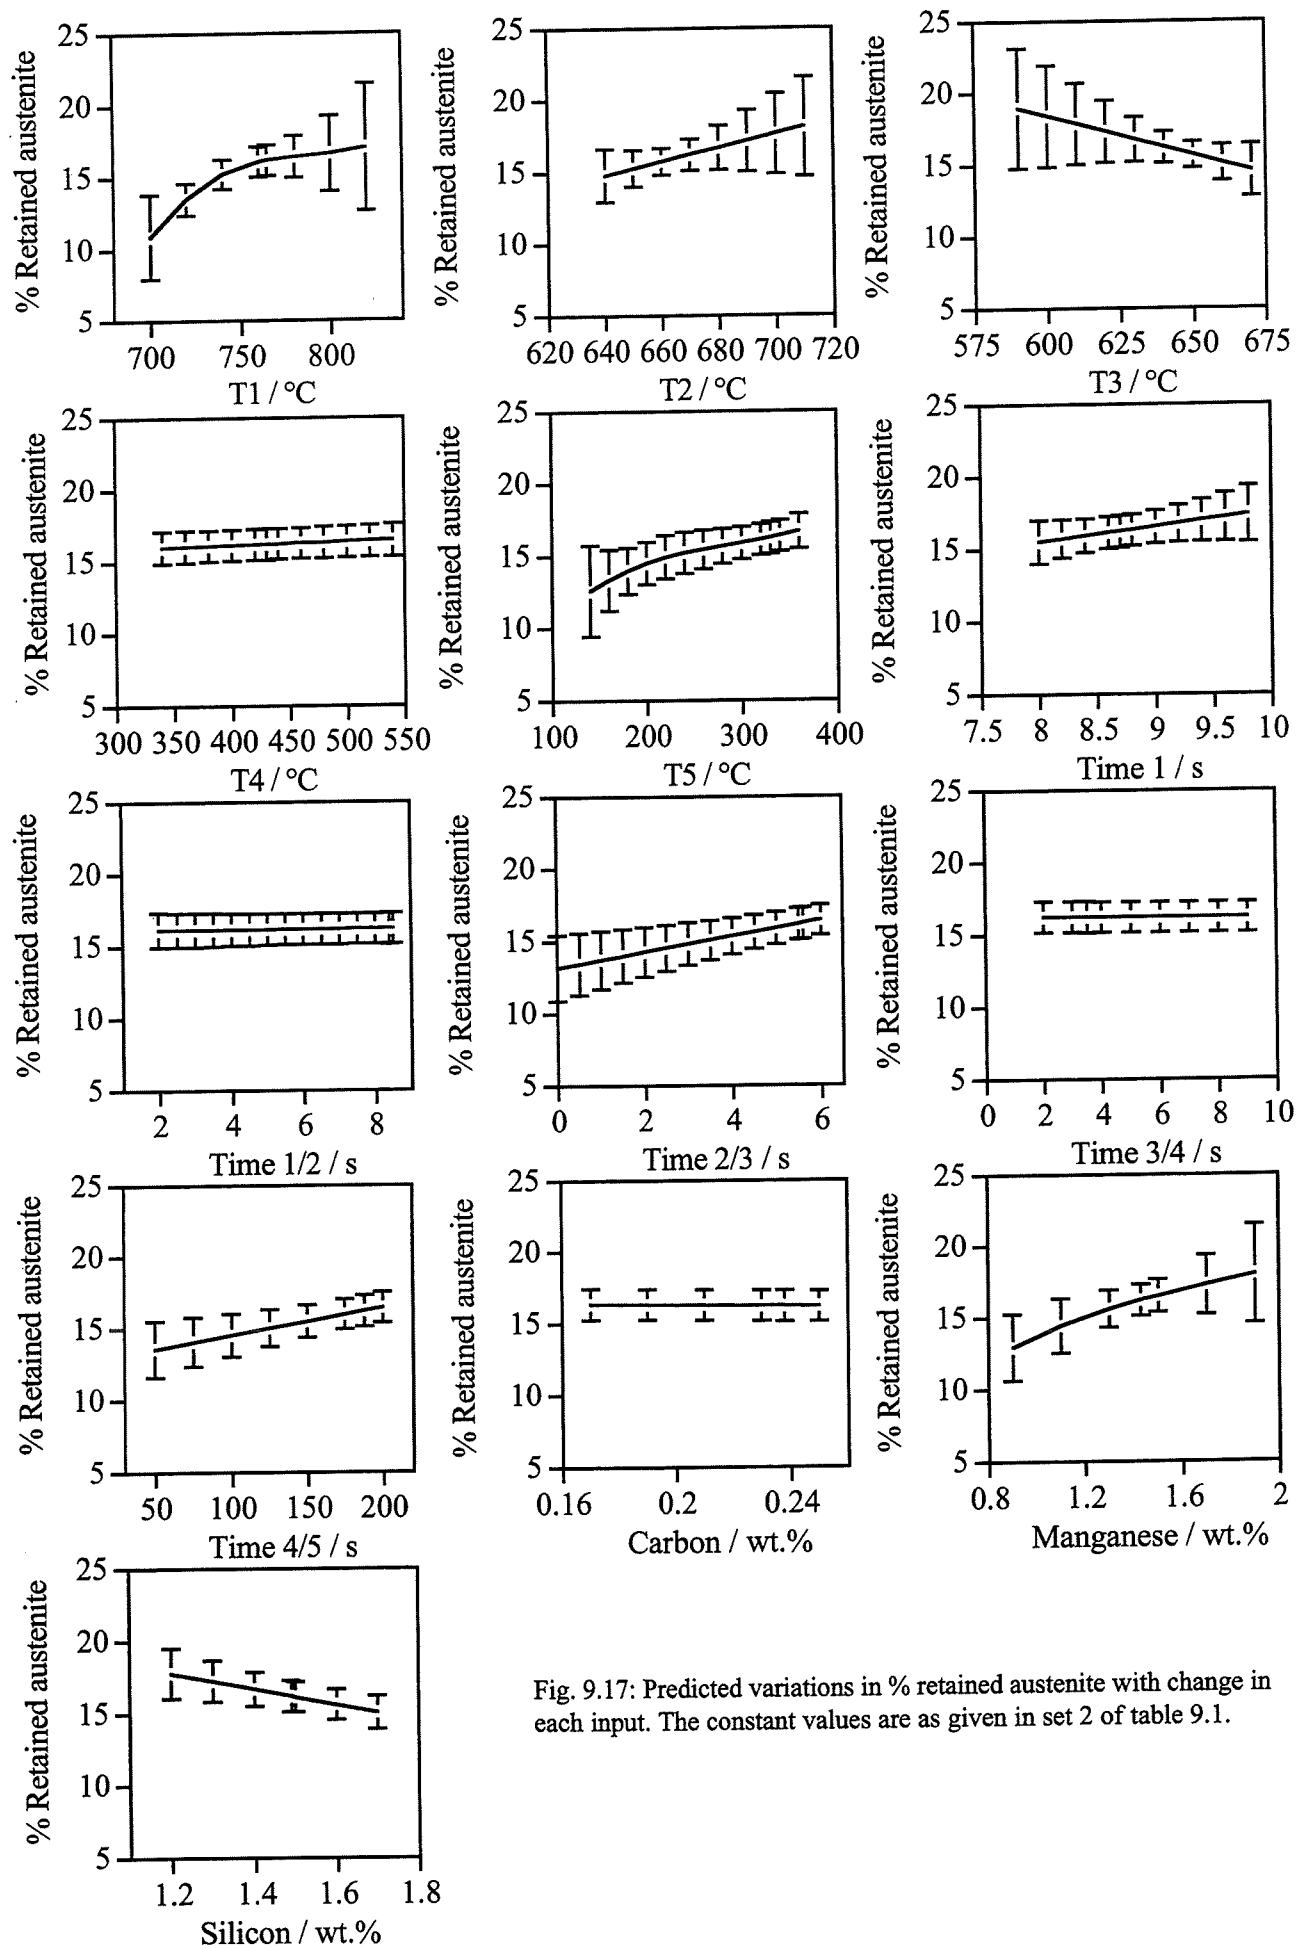 % Retained austenite
25
20
15
10
5
700 750 800
T1 / °C
% Retained austenite
25
20
15
10
5
620 640 660 680 700 720
T2 / °C
% Retained austenite
25
20
15
10
5
575 600 625 650 675
T3 / °C
% Retained austenite
25
20
15
10
5
300 350 400 450 500 550
T4 / °C
% Retained austenite
25
20
15
10
5
100 200 300 400
T5 / °C
% Retained austenite
25
20
15
10
5
7.5 8 8.5 9 9.5 10
Time 1 / s
% Retained austenite
25
20
15
10
5
2 4 6 8
Time 1/2 / s
% Retained austenite
25
20
15
10
5
0 2 4 6
Time 2/3 / s
% Retained austenite
25
20
15
10
5
0 2 4 6 8 10
Time 3/4 / s
% Retained austenite
25
20
15
10
5
50 100 150 200
Time 4/5 / s
% Retained austenite
25
20
15
10
5
0.16 0.2 0.24
Carbon / wt.%
% Retained austenite
25
20
15
10
5
0.8 1.2 1.6 2
Manganese / wt.%
% Retained austenite
25
20
15
10
5
1.2 1.4 1.6 1.8
Silicon / wt.%
Fig. 9.17: Predicted variations in % retained austenite with change in
each input. The constant values are as given in set 2 of table 9.1.